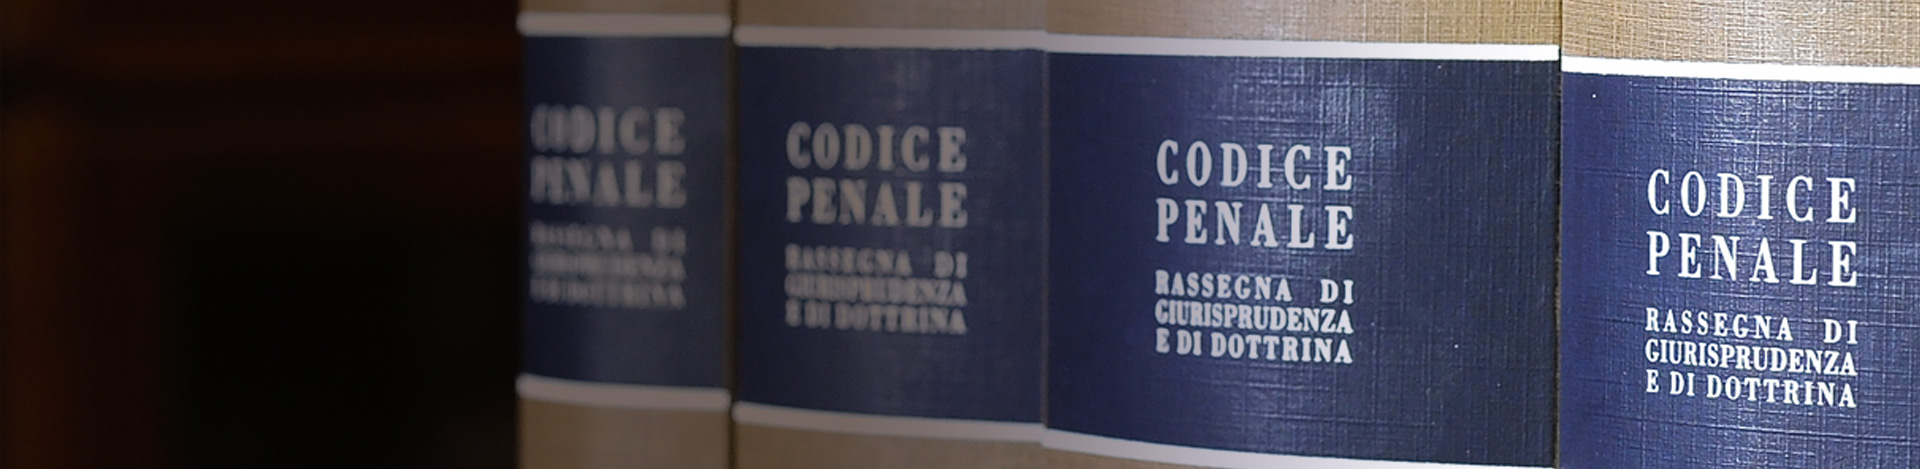 CODICE
PENALE
CODICE
PENALE
RASSEGNA DI
GIURISPRUDENZA
E DI DOTTRINA
CODICE
PENALE
RASSEGNA DI
GIURISPRUDENZA
E DI DOTTRINA
CODICE
PENALE
RASSEGNA DI
GIURISPRUDENZA
E DI DOTTRINA